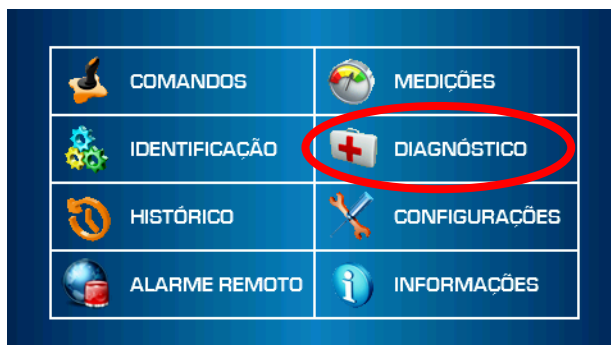 COMANDOS MEDIÇÕES
IDENTIFICAÇÃO DIAGNÓSTICO
HISTÓRICO CONFIGURAÇÕES
ALARME REMOTO INFORMAÇÕES